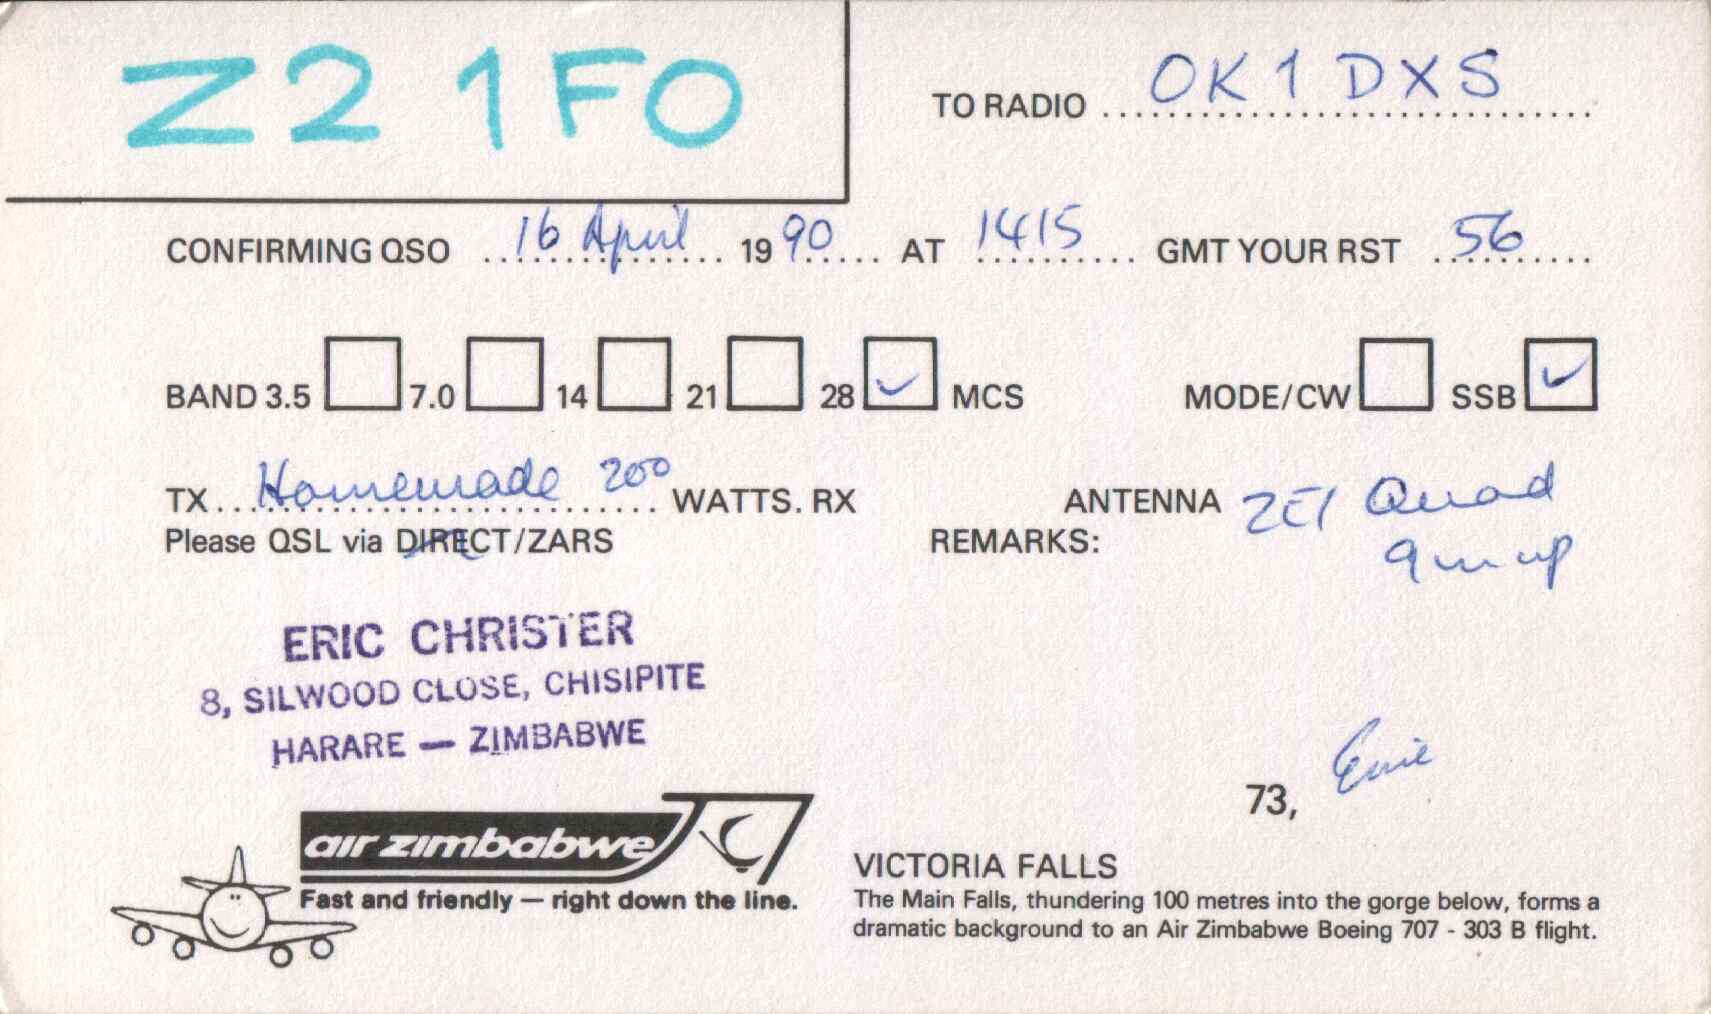 Z21FO
TO RADIO OK1DXS
CONFIRMING QSO 16 April 1990 AT 1415 GMT YOUR RST 56
BAND 3.5 7.0 14 21 28 MCS MODE/CW SSB
TX Homemade 200 WATTS. RX ANTENNA Quad
Please QSL via DIRECT/ZARS REMARKS: up
ERIC CHRISTER
8, SILWOOD CLOSE, CHISIPITE
HARARE — ZIMBABWE
73, Eric
air zimbabwe
Fast and friendly — right down the line.
VICTORIA FALLS
The Main Falls, thundering 100 metres into the gorge below, forms a
dramatic background to an Air Zimbabwe Boeing 707 - 303 B flight.